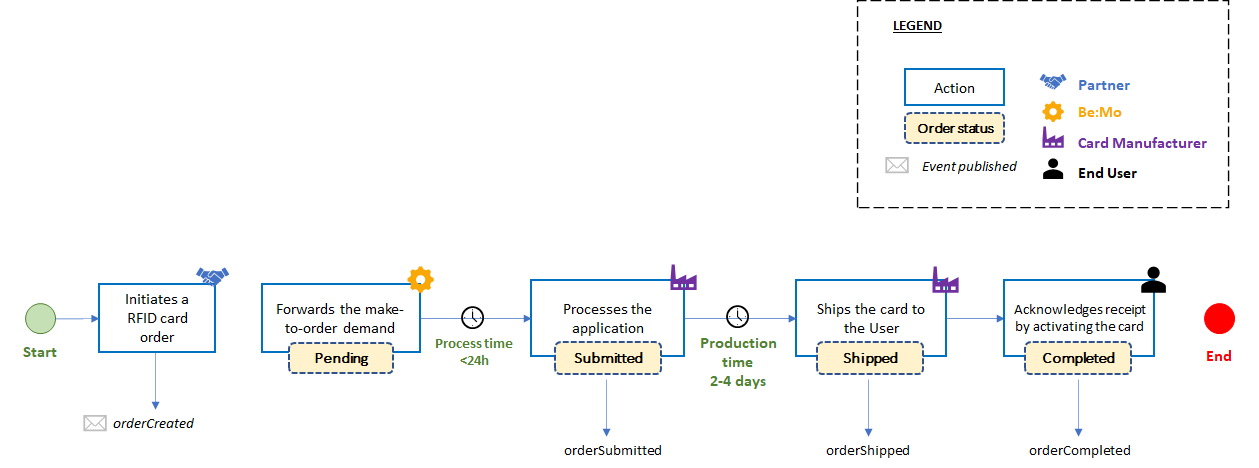 LEGEND
Action
Order status
Event published
Partner
Be:Mo
Card Manufacturer
End User
Start
Initiates a
RFID card
order
orderCreated
Forwards the make-
to-order demand
Pending
Process time
<24h
Processes the
application
Submitted
orderSubmitted
Production
time
2-4 days
Ships the card to
the User
Shipped
orderShipped
Acknowledges receipt
by activating the card
Completed
orderCompleted
End